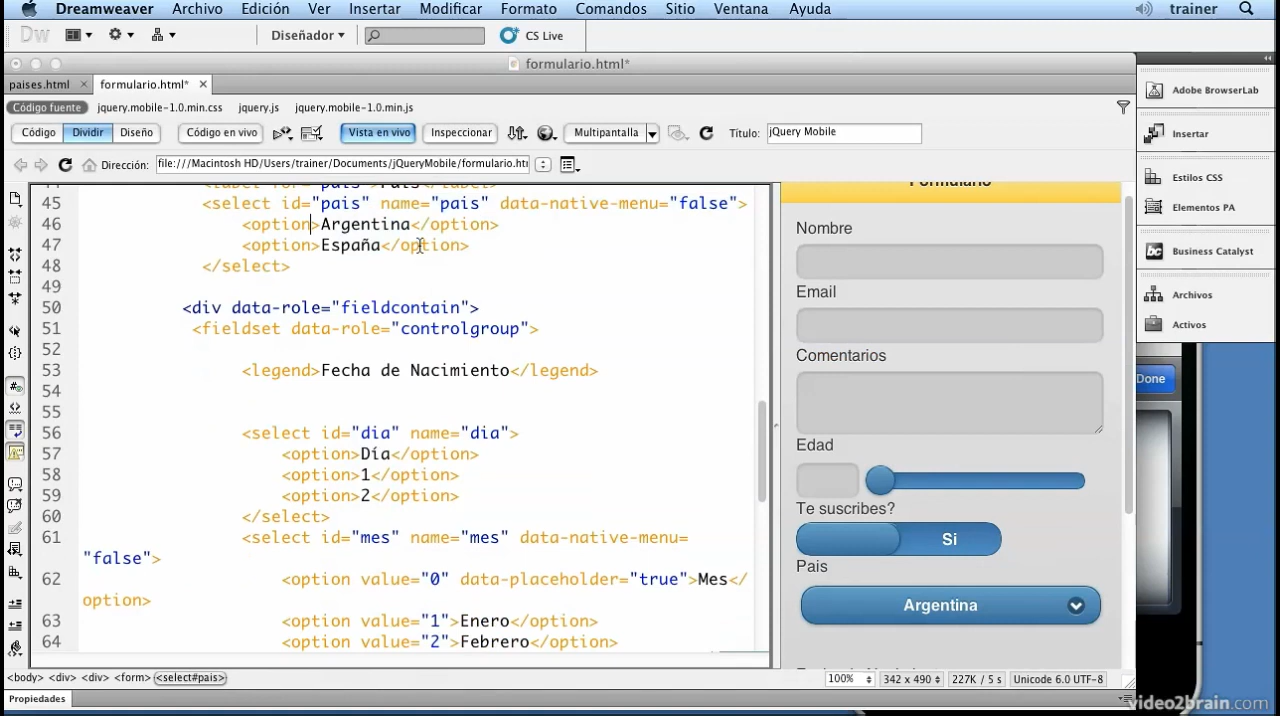 Dreamweaver Archivo Edición Ver Insertar Modificar Formato Comandos Sitio Ventana Ayuda trainer
Dw Diseñador CS Live
formulario.html*
paises.html formulario.html*
Código fuente jquery.mobile-1.0.min.css jquery.js jquery.mobile-1.0.min.js
Código Dividir Diseño Código en vivo Vista en vivo Inspeccionar Multipantalla Título: jQuery Mobile
Dirección: file:///Macintosh HD/Users/trainer/Documents/jQueryMobile/formulario.htm
44 <label for="pais">Pais</label>
45 <select id="pais" name="pais" data-native-menu="false">
46 <option>Argentina</option>
47 <option>España</option>
48 </select>
49
50 <div data-role="fieldcontain">
51 <fieldset data-role="controlgroup">
52
53 <legend>Fecha de Nacimiento</legend>
54
55
56 <select id="dia" name="dia">
57 <option>Día</option>
58 <option>1</option>
59 <option>2</option>
60 </select>
61 <select id="mes" name="mes" data-native-menu=
"false">
62 <option value="0" data-placeholder="true">Mes</
option>
63 <option value="1">Enero</option>
64 <option value="2">Febrero</option>
Formulario
Nombre
Email
Comentarios
Edad
Te suscribes?
Si
Pais
Argentina
Adobe BrowserLab
Insertar
Estilos CSS
Elementos PA
Business Catalyst
Archivos
Activos
Done
<body> <div> <div> <form> <select#pais> 100% 342 x 490 227K / 5 s Unicode 6.0 UTF-8
Propiedades
video2brain.com